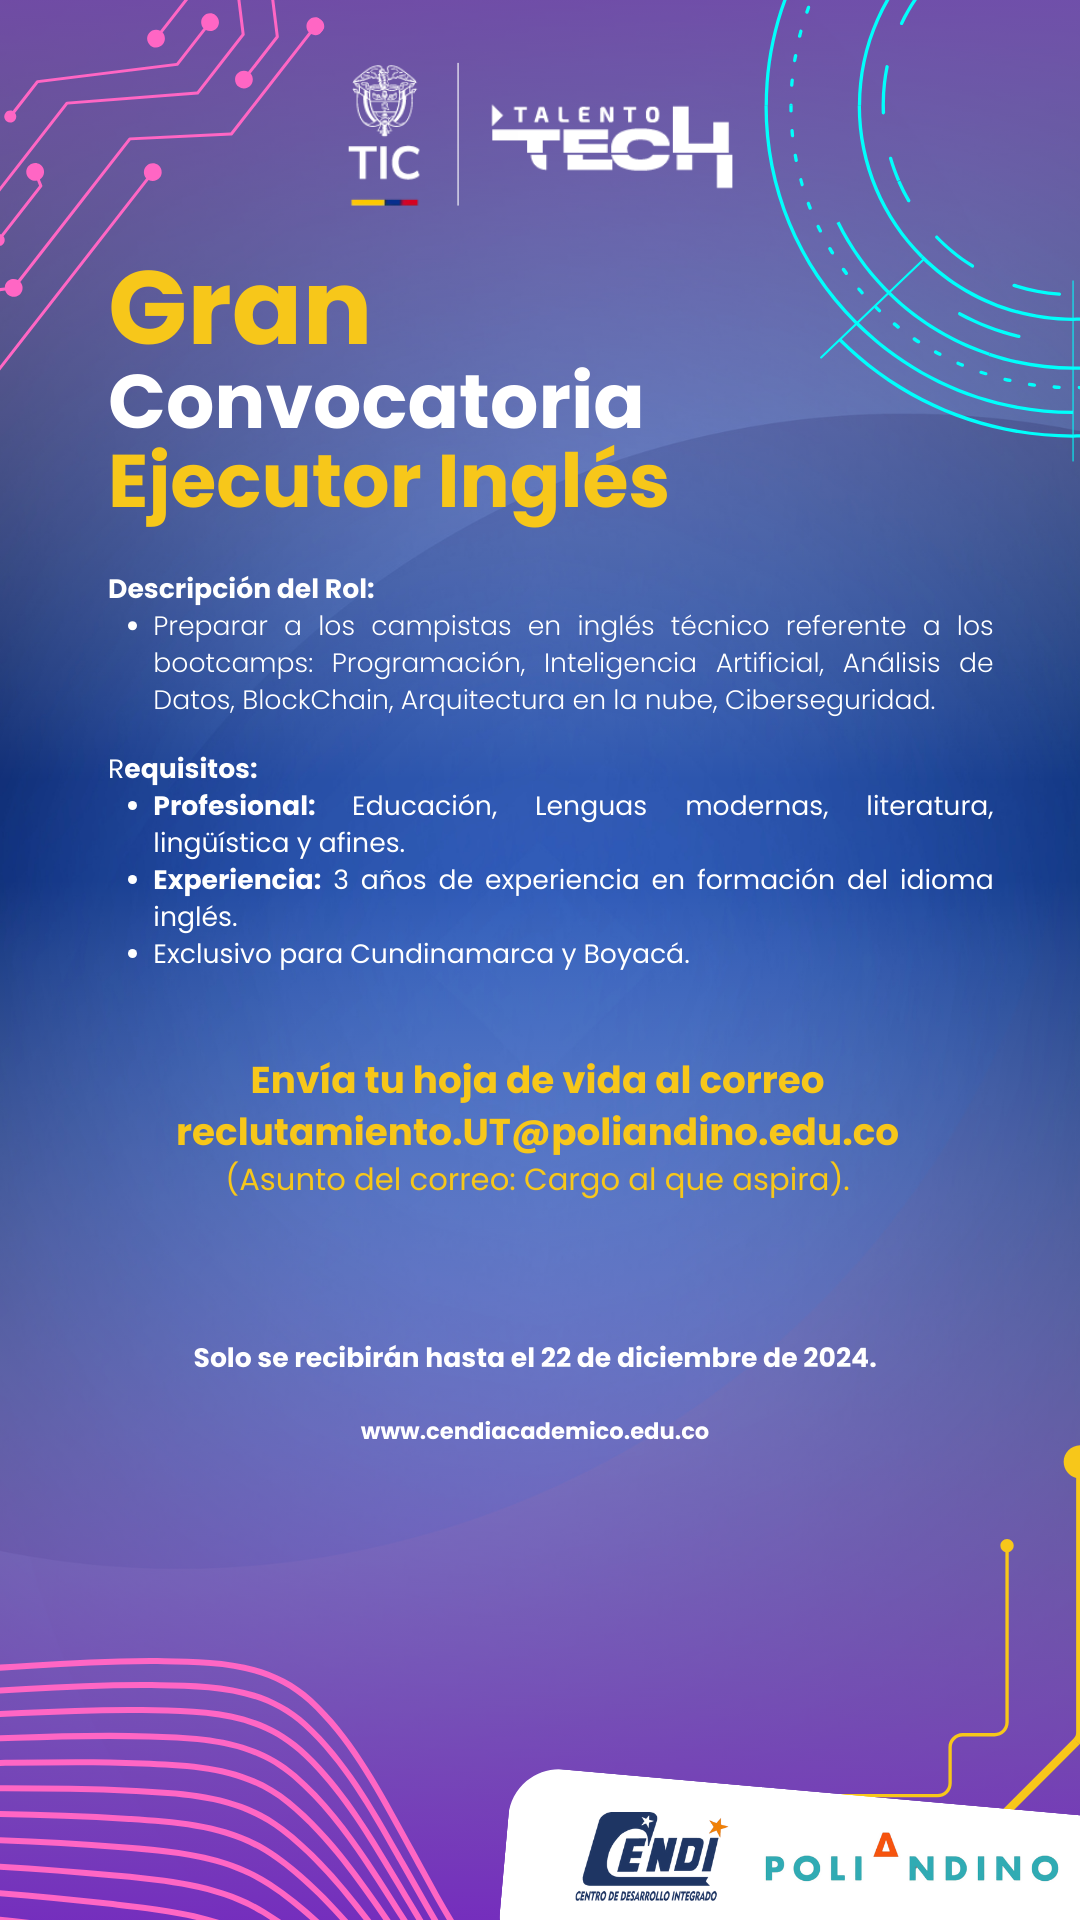 TIC
TALENTO
TECH
Gran
Convocatoria
Ejecutor Inglés
Descripción del Rol:
• Preparar a los campistas en inglés técnico referente a los
bootcamps: Programación, Inteligencia Artificial, Análisis de
Datos, BlockChain, Arquitectura en la nube, Ciberseguridad.
Requisitos:
• Profesional: Educación, Lenguas modernas, literatura,
lingüística y afines.
• Experiencia: 3 años de experiencia en formación del idioma
inglés.
• Exclusivo para Cundinamarca y Boyacá.
Envía tu hoja de vida al correo
reclutamiento.UT@poliandino.edu.co
(Asunto del correo: Cargo al que aspira).
Solo se recibirán hasta el 22 de diciembre de 2024.
www.cendiacademico.edu.co
CENDI
CENTRO DE DESARROLLO INTEGRADO
POLIANDINO